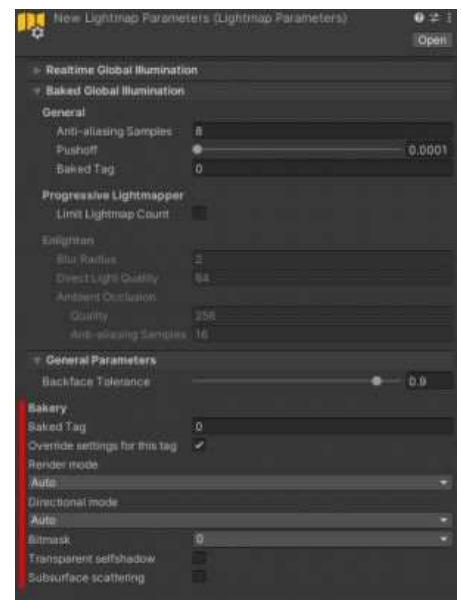 New Lightmap Parameters (Lightmap Parameters)
Open
Realtime Global Illumination
Baked Global Illumination
General
Anti-aliasing Samples 8
Pushoff 0.0001
Baked Tag 0
Progressive Lightmapper
Limit Lightmap Count
Enlighten
Blur Radius 2
Direct Light Quality 64
Ambient Occlusion
Quality 256
Anti-aliasing Samples 16
General Parameters
Backface Tolerance 0.9
Bakery
Baked Tag 0
Override settings for this tag
Render mode
Auto
Directional mode
Auto
Bitmask 0
Transparent selfshadow
Subsurface scattering